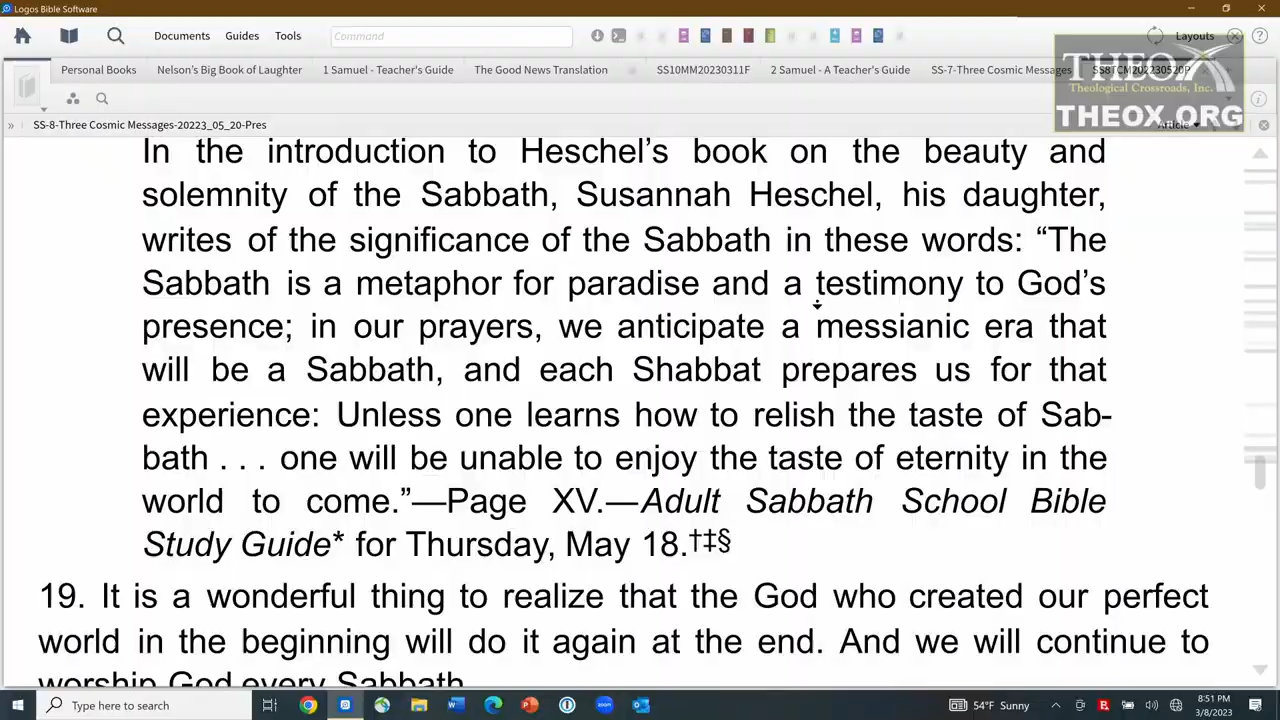 Logos Bible Software
Documents Guides Tools Command Layouts
Personal Books Nelson's Big Book of Laughter The Good News Translation SS10MM20230311F 2 Samuel - A Teacher's Guide SS-7-Three Cosmic Messages
THEOX
Theological Crossroads, Inc.
THEOX.ORG
SS-8-Three Cosmic Messages-20223_05_20-Pres
In the introduction to Heschel's book on the beauty and
solemnity of the Sabbath, Susannah Heschel, his daughter,
writes of the significance of the Sabbath in these words: “The
Sabbath is a metaphor for paradise and a testimony to God's
presence; in our prayers, we anticipate a messianic era that
will be a Sabbath, and each Shabbat prepares us for that
experience: Unless one learns how to relish the taste of Sab-
bath . . . one will be unable to enjoy the taste of eternity in the
world to come.”—Page XV.—Adult Sabbath School Bible
Study Guide* for Thursday, May 18.†‡§
19. It is a wonderful thing to realize that the God who created our perfect
world in the beginning will do it again at the end. And we will continue to
worship God every Sabbath
Type here to search
54°F Sunny
8:51 PM
3/8/2023